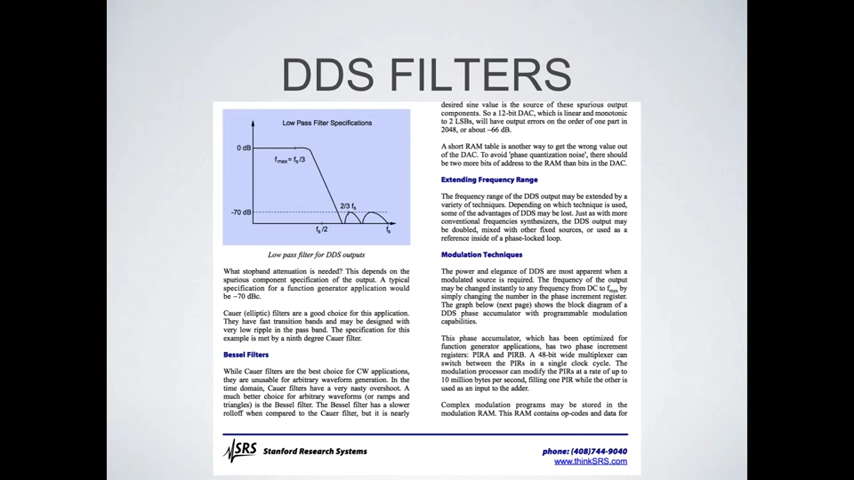 DDS FILTERS
Low Pass Filter Specifications
0 dB
fmax= fs /3
2/3 fs
-70 dB
fs /2
fs
Low pass filter for DDS outputs
What stopband attenuation is needed? This depends on the
spurious component specification of the output. A typical
specification for a function generator application would
be −70 dBc.
Cauer (elliptic) filters are a good choice for this application.
They have fast transition bands and may be designed with
very low ripple in the pass band. The specification for this
example is met by a ninth degree Cauer filter.
Bessel Filters
While Cauer filters are the best choice for CW applications,
they are unusable for arbitrary waveform generation. In the
time domain, Cauer filters have a very nasty overshoot. A
much better choice for arbitrary waveforms (or ramps and
triangles) is the Bessel filter. The Bessel filter has a slower
rolloff when compared to the Cauer filter, but it is nearly
desired sine value is the source of these spurious output
components. So a 12-bit DAC, which is linear and monotonic
to 2 LSBs, will have output errors on the order of one part in
2048, or about −66 dB.
A short RAM table is another way to get the wrong value out
of the DAC. To avoid 'phase quantization noise', there should
be two more bits of address to the RAM than bits in the DAC.
Extending Frequency Range
The frequency range of the DDS output may be extended by a
variety of techniques. Depending on which technique is used,
some of the advantages of DDS may be lost. Just as with more
conventional frequencies synthesizers, the DDS output may
be doubled, mixed with other fixed sources, or used as a
reference inside of a phase-locked loop.
Modulation Techniques
The power and elegance of DDS are most apparent when a
modulated source is required. The frequency of the output
may be changed instantly to any frequency from DC to fmax by
simply changing the number in the phase increment register.
The graph below (next page) shows the block diagram of a
DDS phase accumulator with programmable modulation
capabilities.
This phase accumulator, which has been optimized for
function generator applications, has two phase increment
registers: PIRA and PIRB. A 48-bit wide multiplexer can
switch between the PIRs in a single clock cycle. The
modulation processor can modify the PIRs at a rate of up to
10 million bytes per second, filling one PIR while the other is
used as an input to the adder.
Complex modulation programs may be stored in the
modulation RAM. This RAM contains op-codes and data for
SRS Stanford Research Systems
phone: (408)744-9040
www.thinkSRS.com